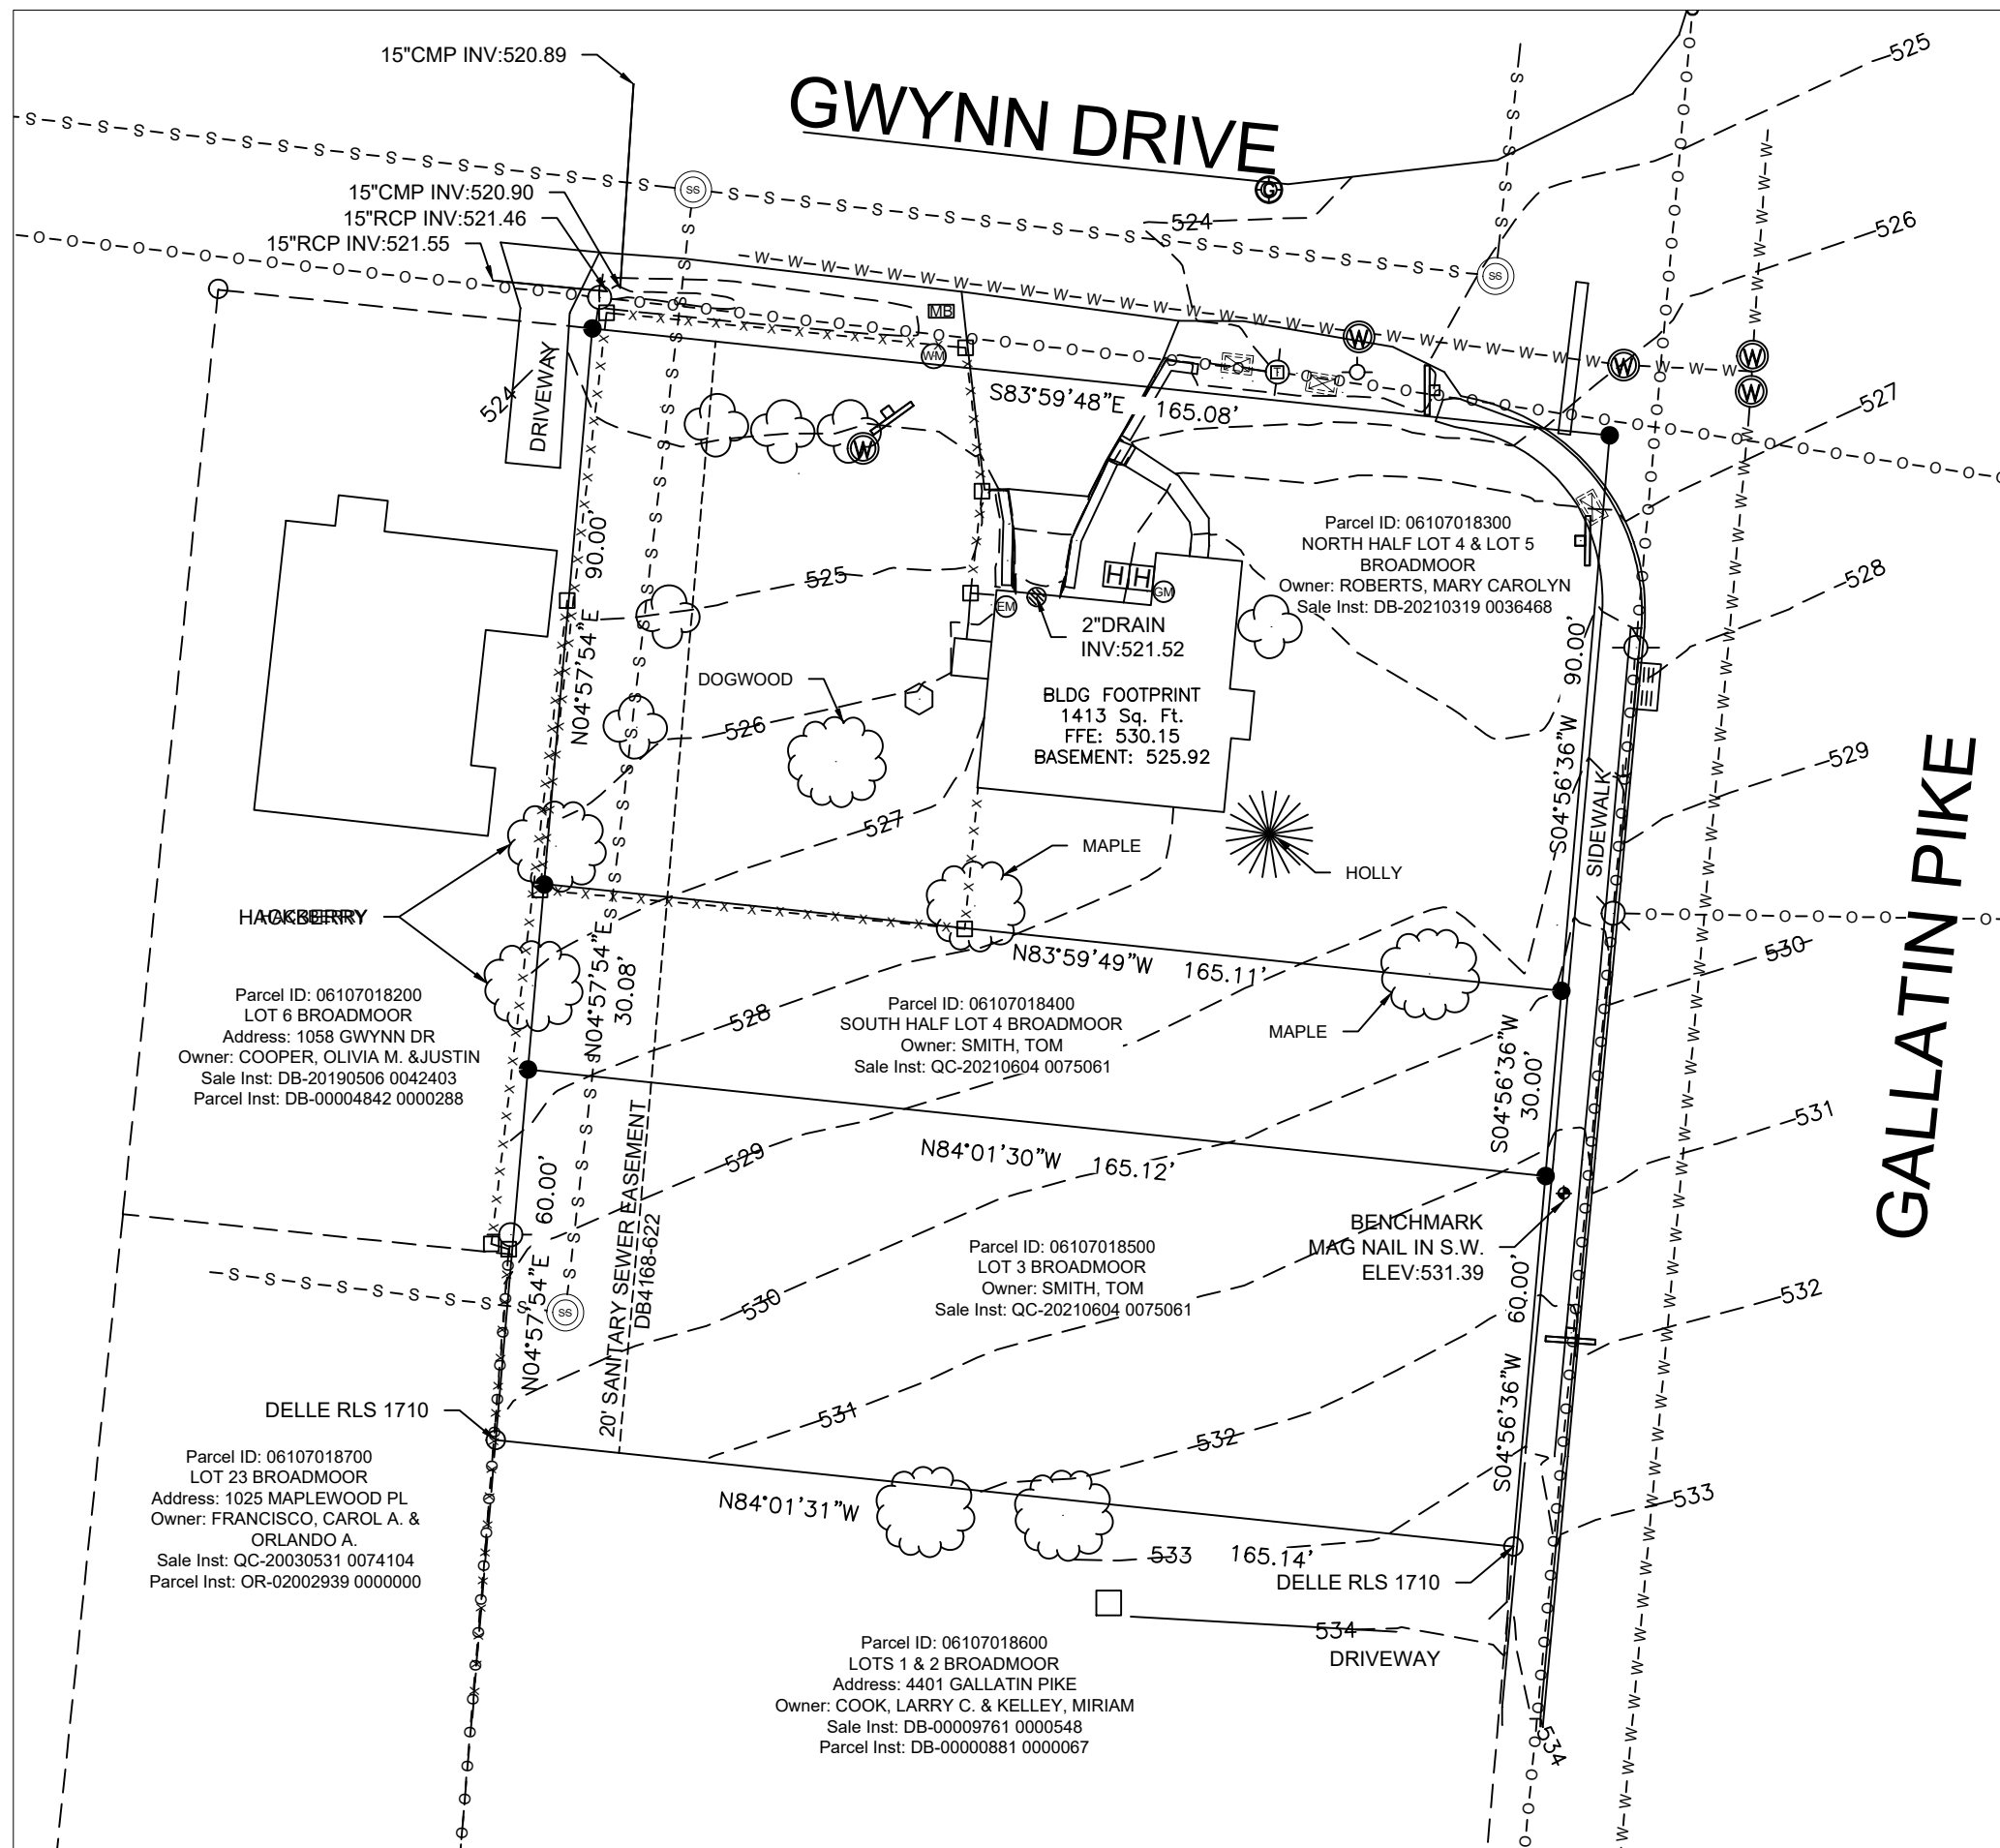 15"CMP INV:520.89
GWYNN DRIVE
525
15"CMP INV:520.90
15"RCP INV:521.46
15"RCP INV:521.55
SS
G
524
526
SS
MB
WM
W
W
W
W
T
S83°59'48"E 165.08'
527
524
DRIVEWAY
W
N04°57'54"E 90.00'
525
Parcel ID: 06107018300
NORTH HALF LOT 4 & LOT 5
BROADMOOR
Owner: ROBERTS, MARY CAROLYN
Sale Inst: DB-20210319 0036468
528
H H
GM
EM
2"DRAIN
INV:521.52
S04°56'36"W 90.00'
DOGWOOD
526
BLDG FOOTPRINT
1413 Sq. Ft.
FFE: 530.15
BASEMENT: 525.92
529
SIDEWALK
GALLATIN PIKE
527
MAPLE
HOLLY
HACKBERRY
HACKBERRY
N83°59'49"W 165.11'
530
N04°57'54"E
30.08'
Parcel ID: 06107018200
LOT 6 BROADMOOR
Address: 1058 GWYNN DR
Owner: COOPER, OLIVIA M. &JUSTIN
Sale Inst: DB-20190506 0042403
Parcel Inst: DB-00004842 0000288
528
Parcel ID: 06107018400
SOUTH HALF LOT 4 BROADMOOR
Owner: SMITH, TOM
Sale Inst: QC-20210604 0075061
MAPLE
S04°56'36"W
30.00'
531
529
N84°01'30"W 165.12'
N04°57'54"E 60.00'
20' SANITARY SEWER EASEMENT
DB4168-622
Parcel ID: 06107018500
LOT 3 BROADMOOR
Owner: SMITH, TOM
Sale Inst: QC-20210604 0075061
BENCHMARK
MAG NAIL IN S.W.
ELEV:531.39
S04°56'36"W 60.00'
532
530
SS
DELLE RLS 1710
531
532
533
Parcel ID: 06107018700
LOT 23 BROADMOOR
Address: 1025 MAPLEWOOD PL
Owner: FRANCISCO, CAROL A. &
ORLANDO A.
Sale Inst: QC-20030531 0074104
Parcel Inst: OR-02002939 0000000
N84°01'31"W 165.14'
533
DELLE RLS 1710
534
DRIVEWAY
Parcel ID: 06107018600
LOTS 1 & 2 BROADMOOR
Address: 4401 GALLATIN PIKE
Owner: COOK, LARRY C. & KELLEY, MIRIAM
Sale Inst: DB-00009761 0000548
Parcel Inst: DB-00000881 0000067
534